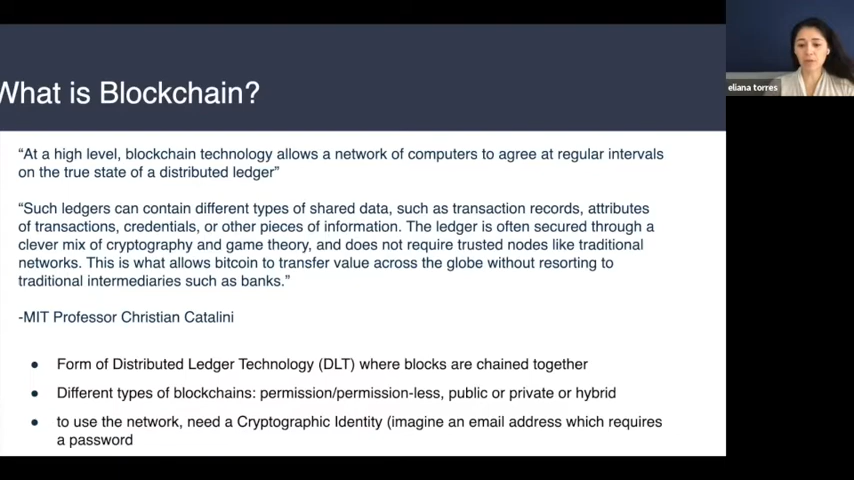 What is Blockchain?
eliana torres
“At a high level, blockchain technology allows a network of computers to agree at regular intervals
on the true state of a distributed ledger”
“Such ledgers can contain different types of shared data, such as transaction records, attributes
of transactions, credentials, or other pieces of information. The ledger is often secured through a
clever mix of cryptography and game theory, and does not require trusted nodes like traditional
networks. This is what allows bitcoin to transfer value across the globe without resorting to
traditional intermediaries such as banks.”
-MIT Professor Christian Catalini
● Form of Distributed Ledger Technology (DLT) where blocks are chained together
● Different types of blockchains: permission/permission-less, public or private or hybrid
● to use the network, need a Cryptographic Identity (imagine an email address which requires
a password